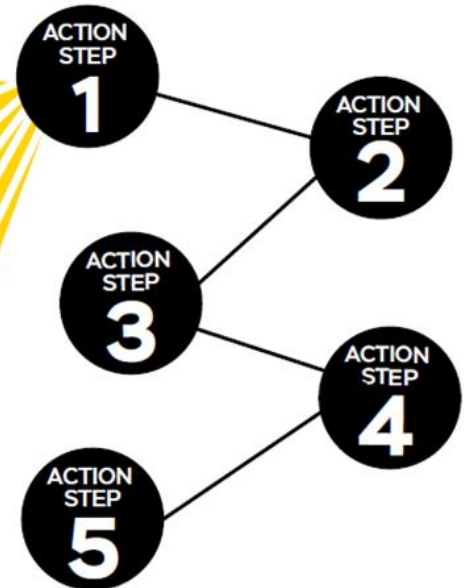 ACTION
STEP
1
ACTION
STEP
2
ACTION
STEP
3
ACTION
STEP
4
ACTION
STEP
5